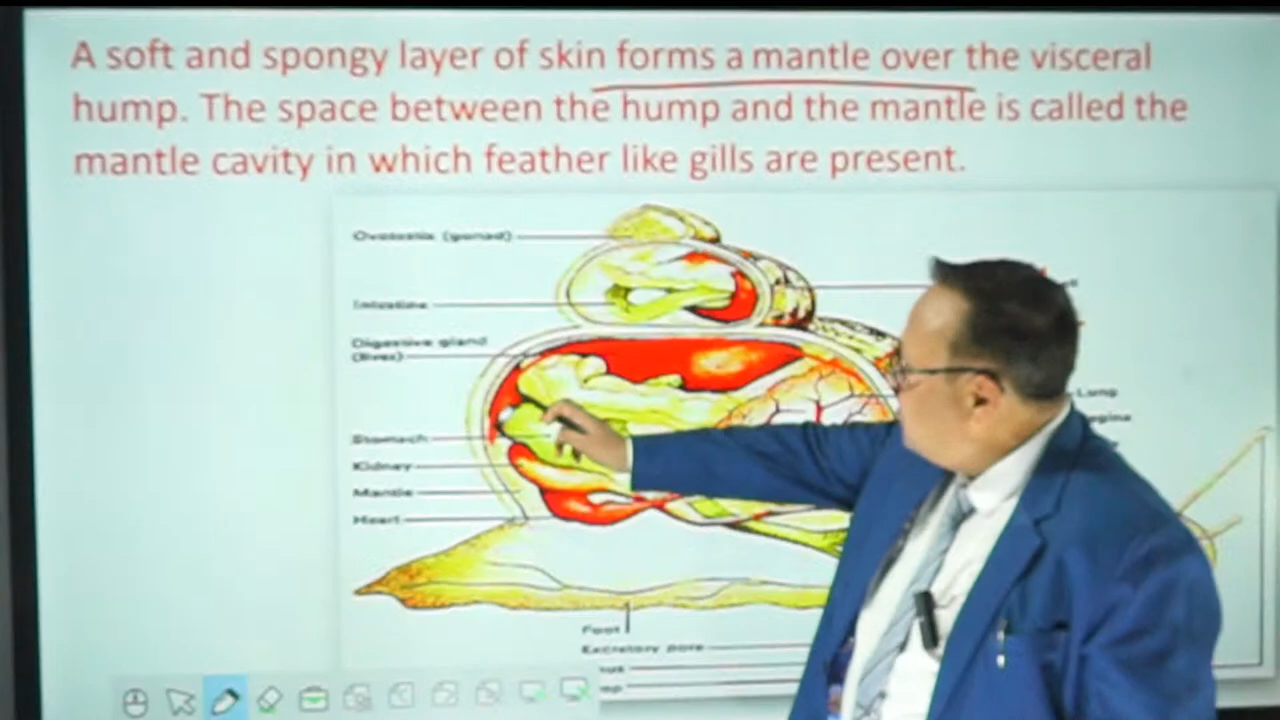 A soft and spongy layer of skin forms a mantle over the visceral
hump. The space between the hump and the mantle is called the
mantle cavity in which feather like gills are present.
Ovotestis (gonad)
Intestine
Digestive gland
(liver)
Stomach
Kidney
Mantle
Heart
Lung
Foot
Excretory pore